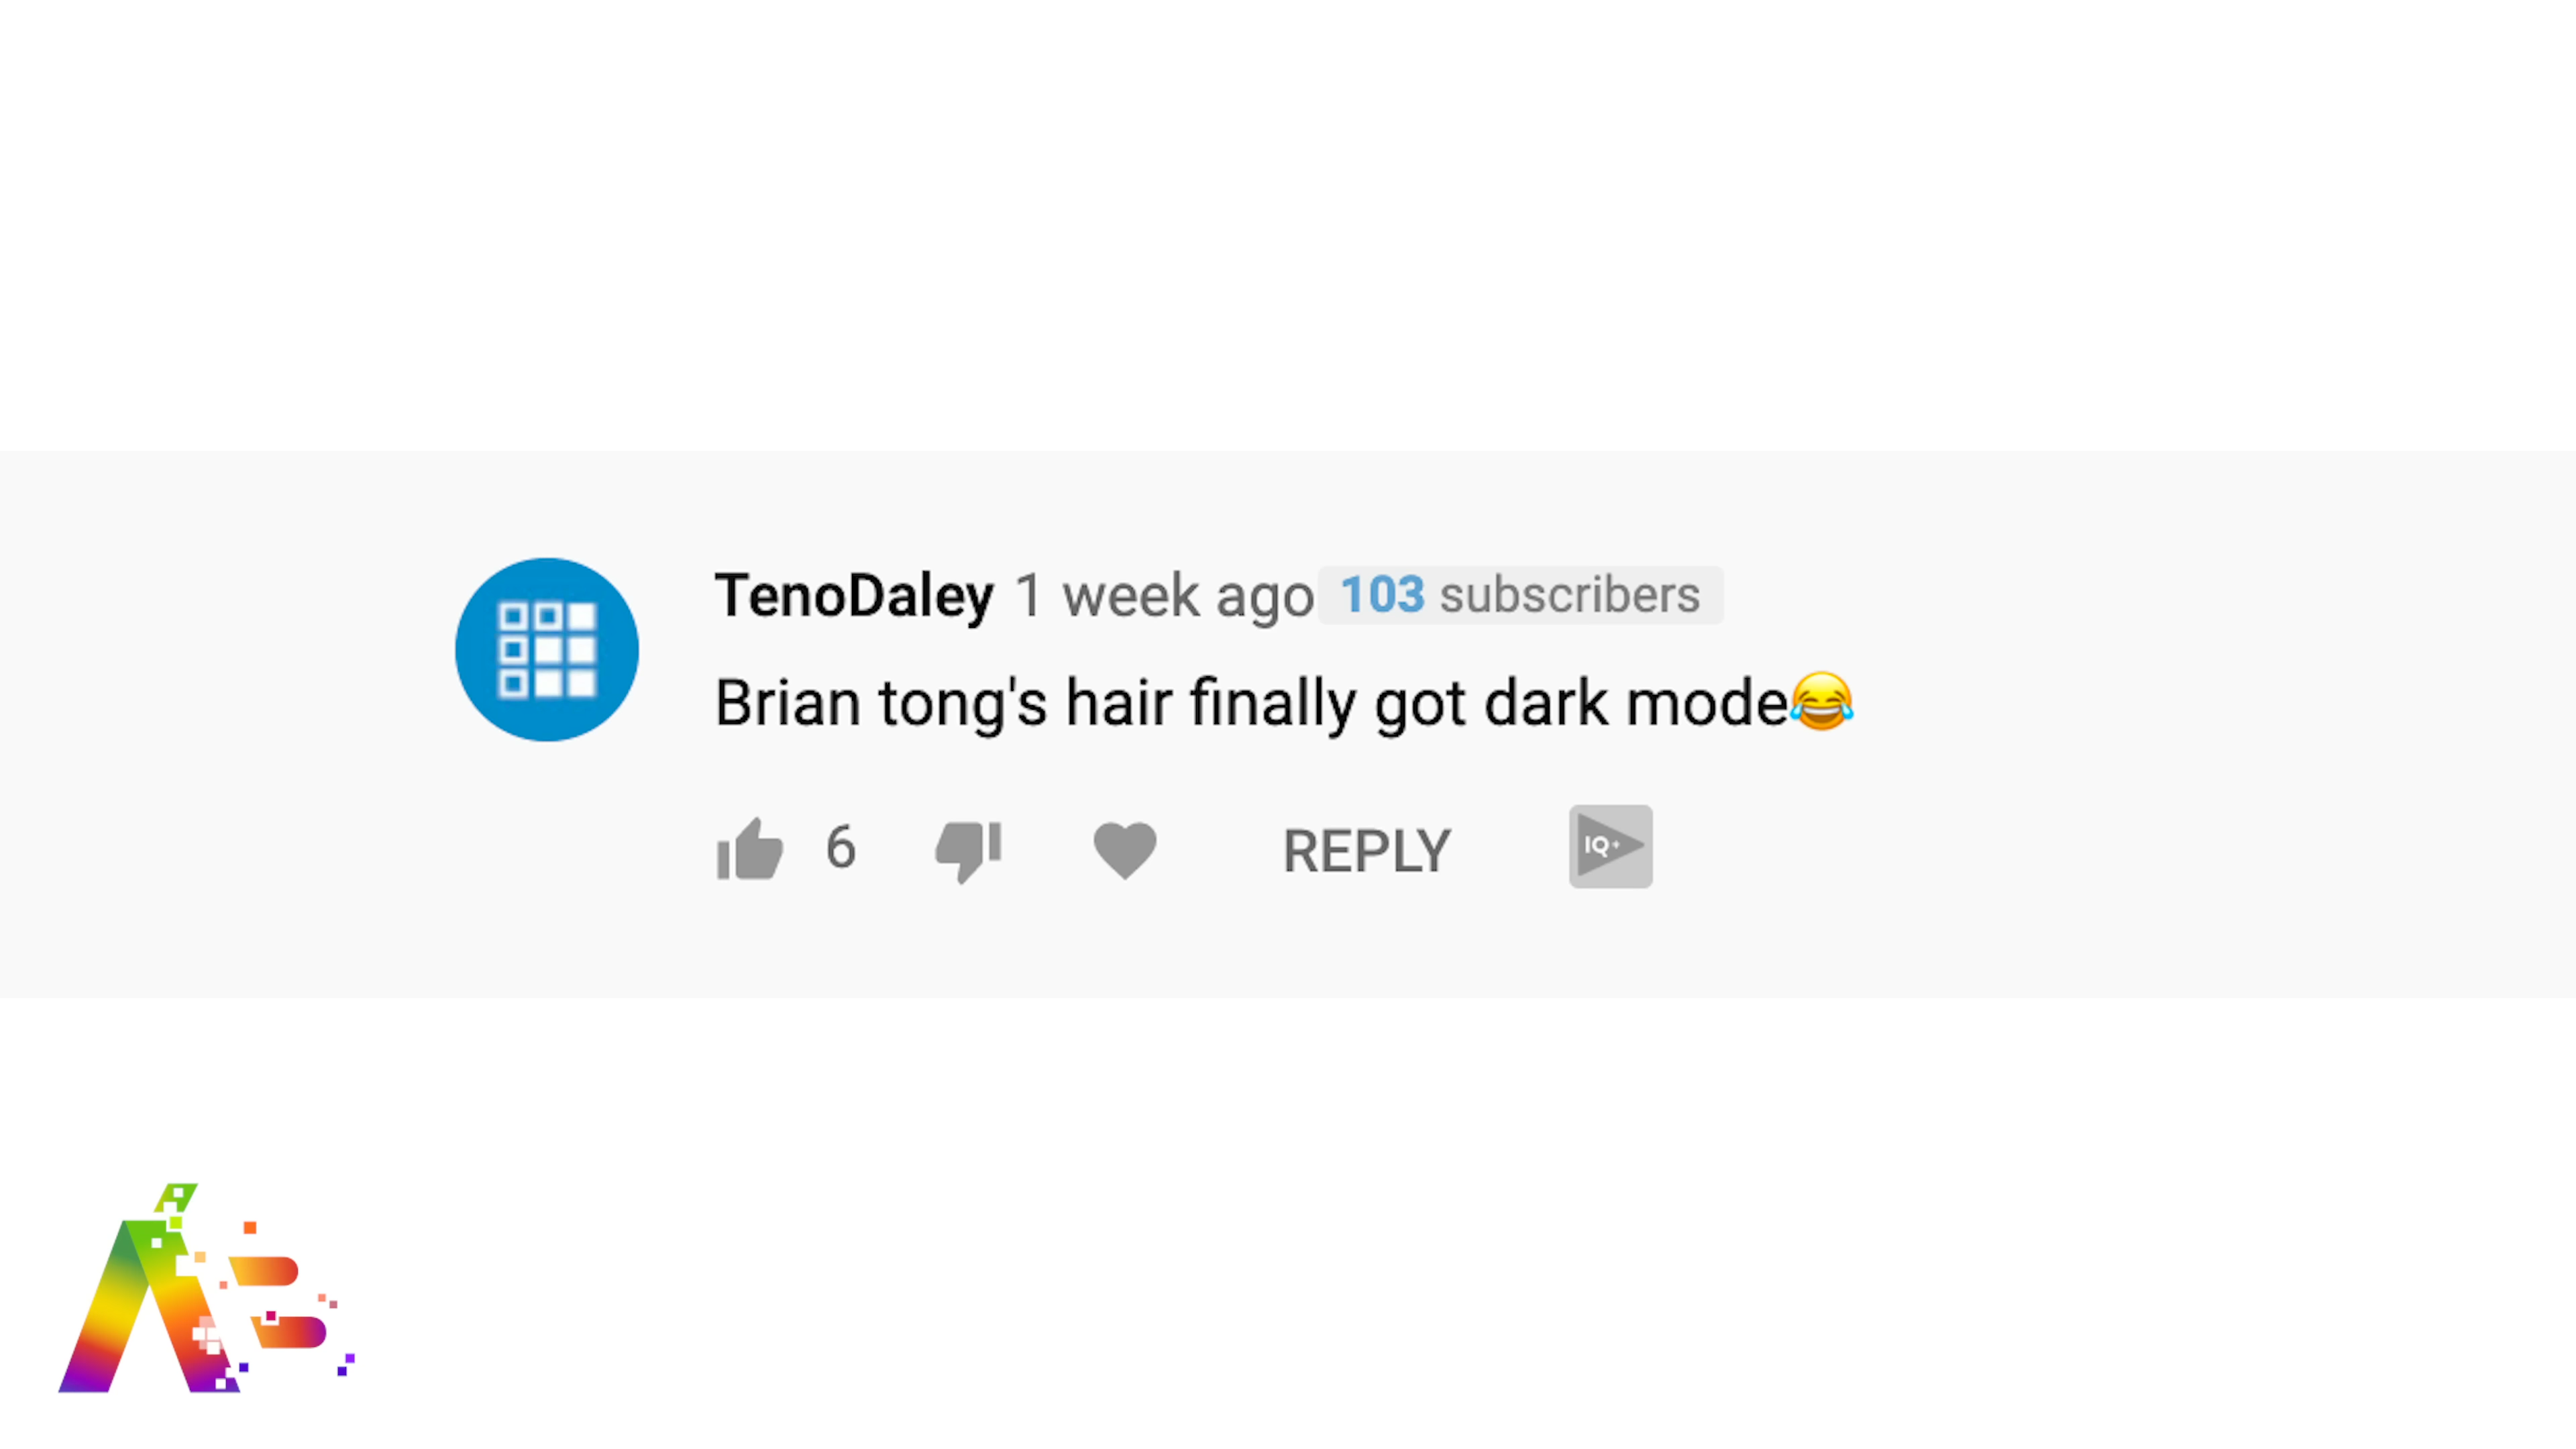 TenoDaley 1 week ago 103 subscribers
Brian tong's hair finally got dark mode😂
6 REPLY IQ+